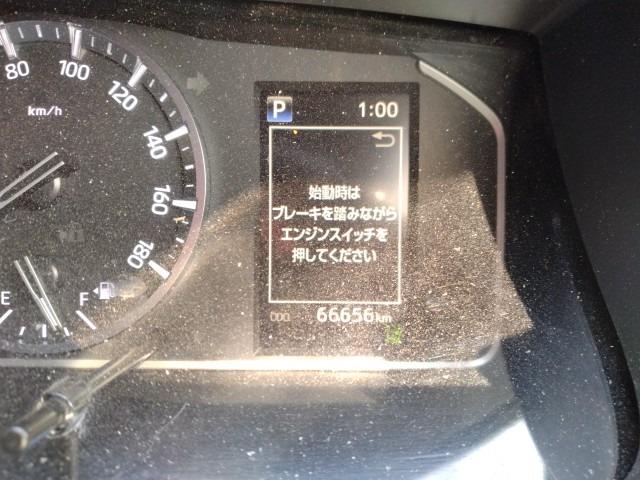 80
100
120
140
160
180
km/h
E
F
P
1:00
始動時は
ブレーキを踏みながら
エンジンスイッチを
押してください
ODO
66656km